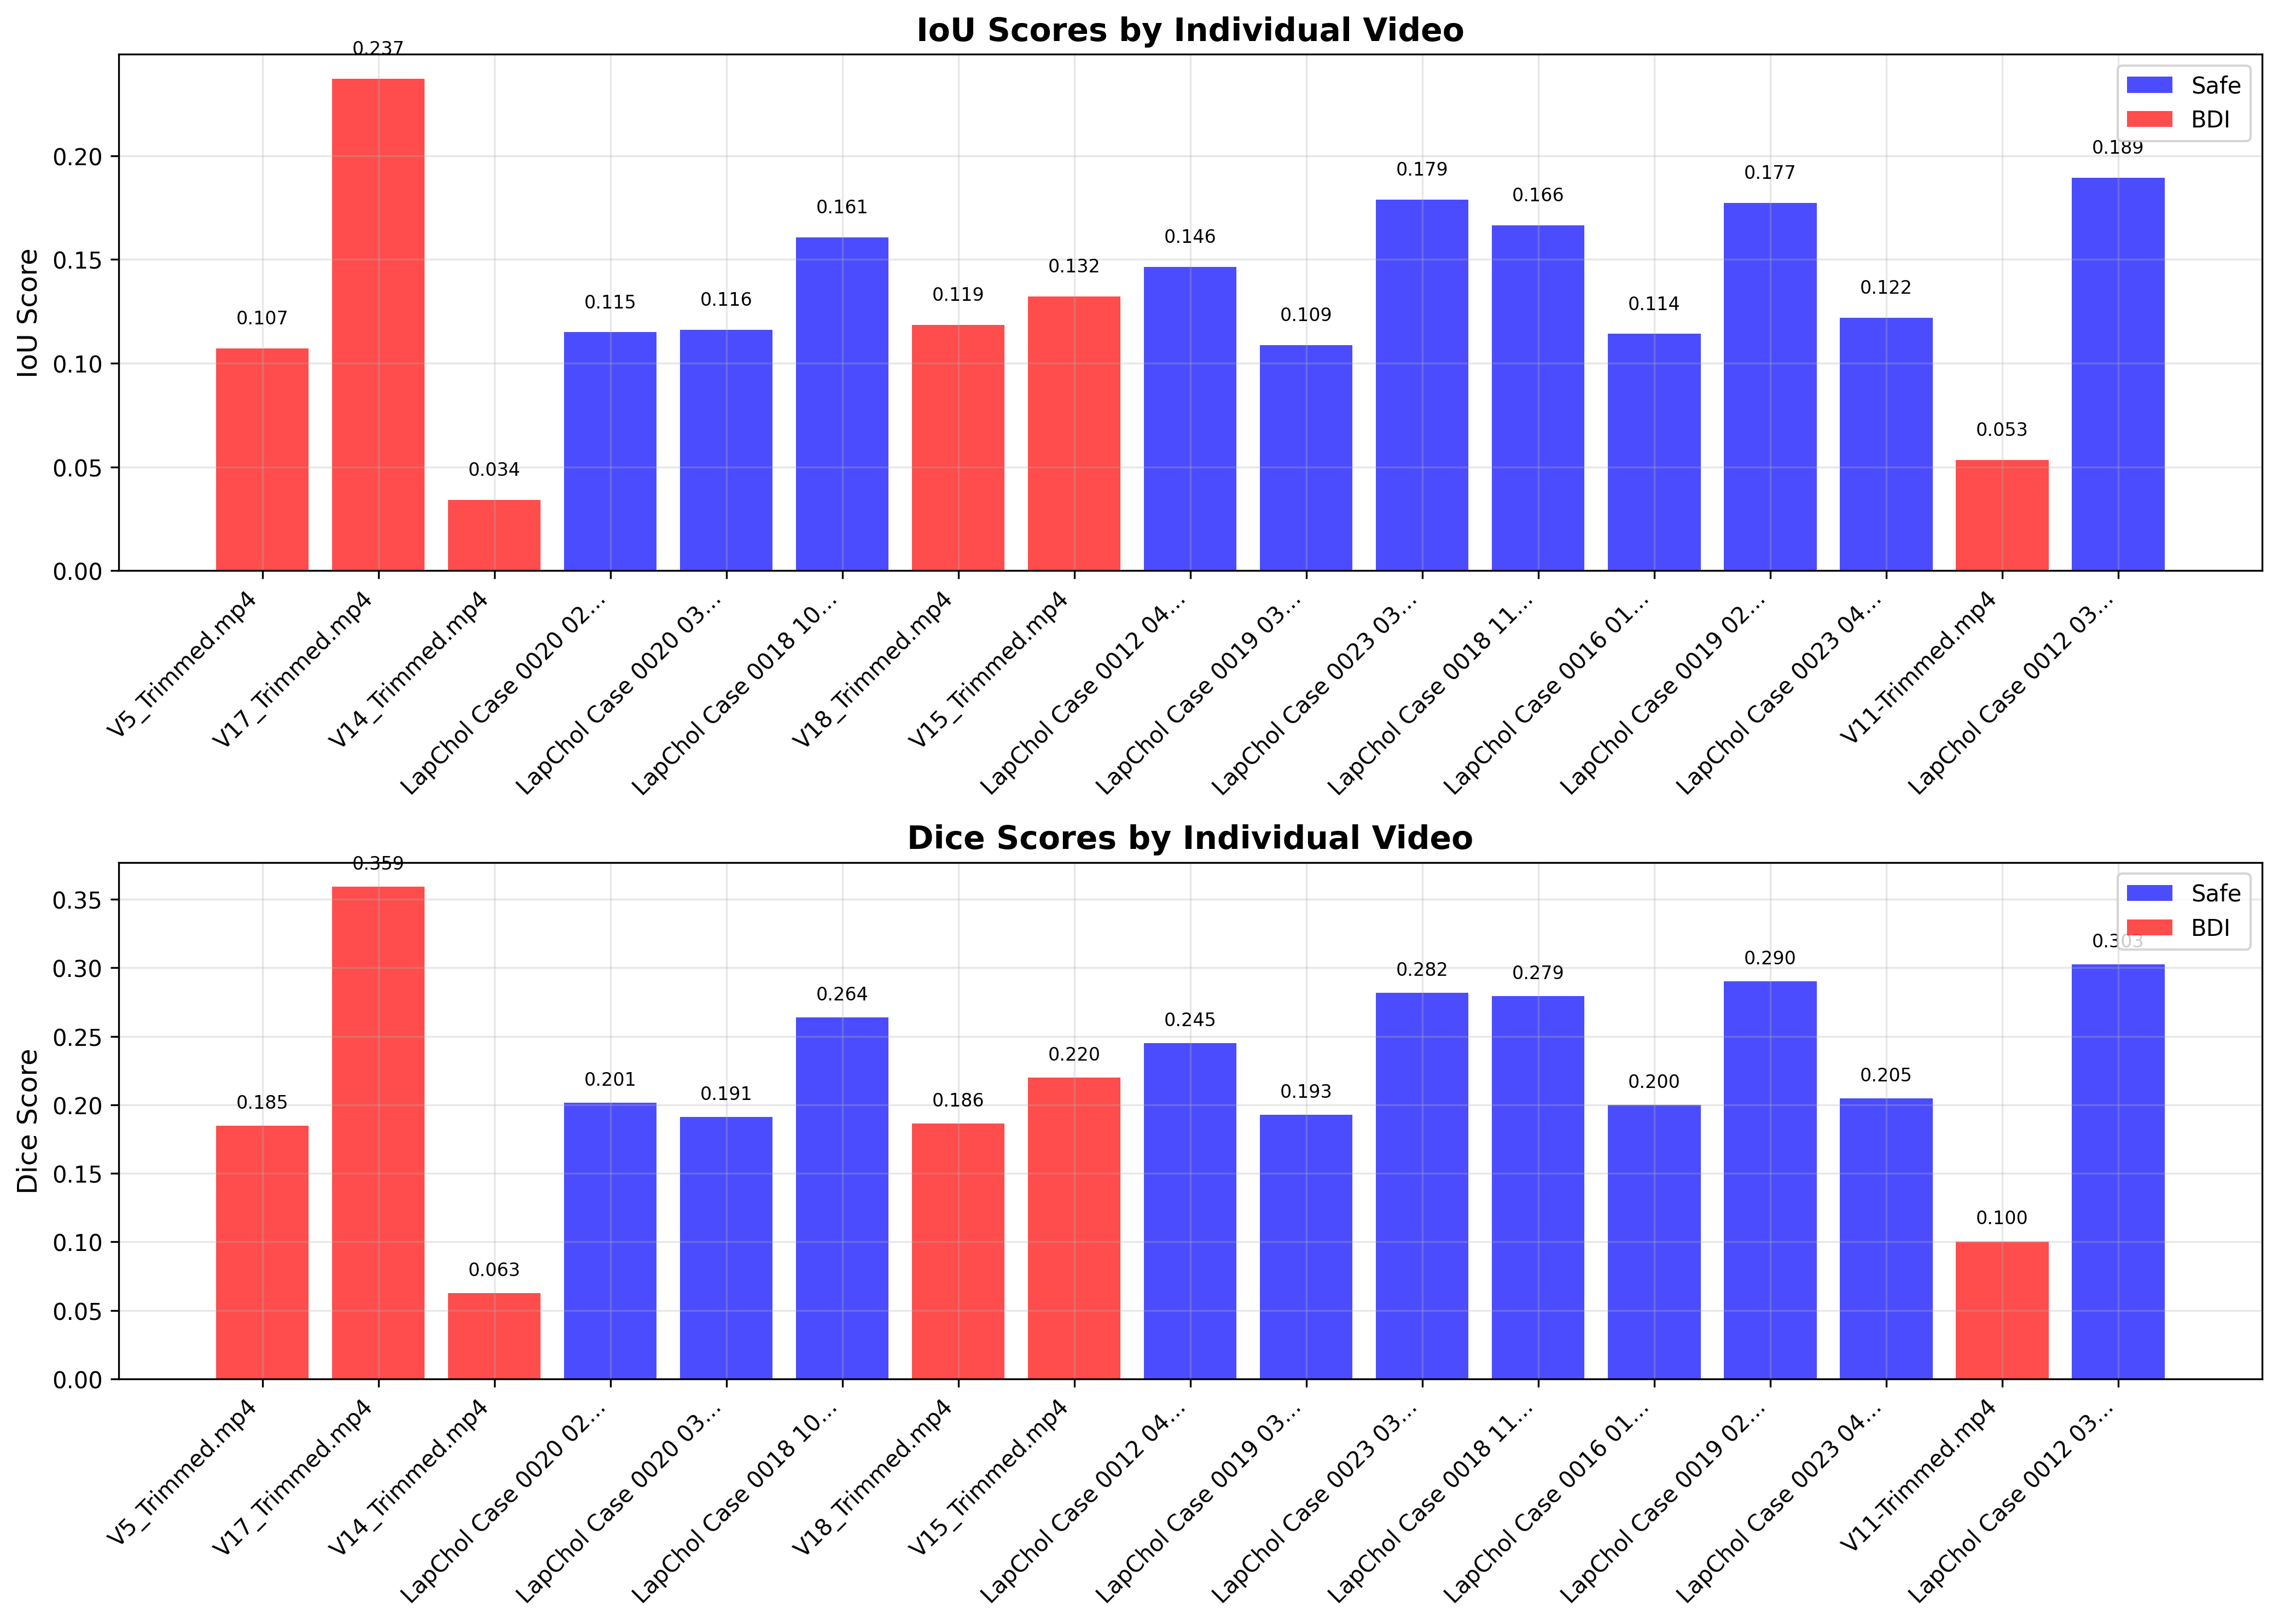 IoU Scores by Individual Video
IoU Score
0.20
0.15
0.10
0.05
0.00
0.107
0.237
0.034
0.115
0.116
0.161
0.119
0.132
0.146
0.109
0.179
0.166
0.114
0.177
0.122
0.053
0.189
Safe
BDI
V5_Trimmed.mp4
V17_Trimmed.mp4
V14_Trimmed.mp4
LapChol Case 0020 02...
LapChol Case 0020 03...
LapChol Case 0018 10...
V18_Trimmed.mp4
V15_Trimmed.mp4
LapChol Case 0012 04...
LapChol Case 0019 03...
LapChol Case 0023 03...
LapChol Case 0018 11...
LapChol Case 0016 01...
LapChol Case 0019 02...
LapChol Case 0023 04...
V11-Trimmed.mp4
LapChol Case 0012 03...
Dice Scores by Individual Video
Dice Score
0.35
0.30
0.25
0.20
0.15
0.10
0.05
0.00
0.185
0.359
0.063
0.201
0.191
0.264
0.186
0.220
0.245
0.193
0.282
0.279
0.200
0.290
0.205
0.100
0.303
Safe
BDI
V5_Trimmed.mp4
V17_Trimmed.mp4
V14_Trimmed.mp4
LapChol Case 0020 02...
LapChol Case 0020 03...
LapChol Case 0018 10...
V18_Trimmed.mp4
V15_Trimmed.mp4
LapChol Case 0012 04...
LapChol Case 0019 03...
LapChol Case 0023 03...
LapChol Case 0018 11...
LapChol Case 0016 01...
LapChol Case 0019 02...
LapChol Case 0023 04...
V11-Trimmed.mp4
LapChol Case 0012 03...